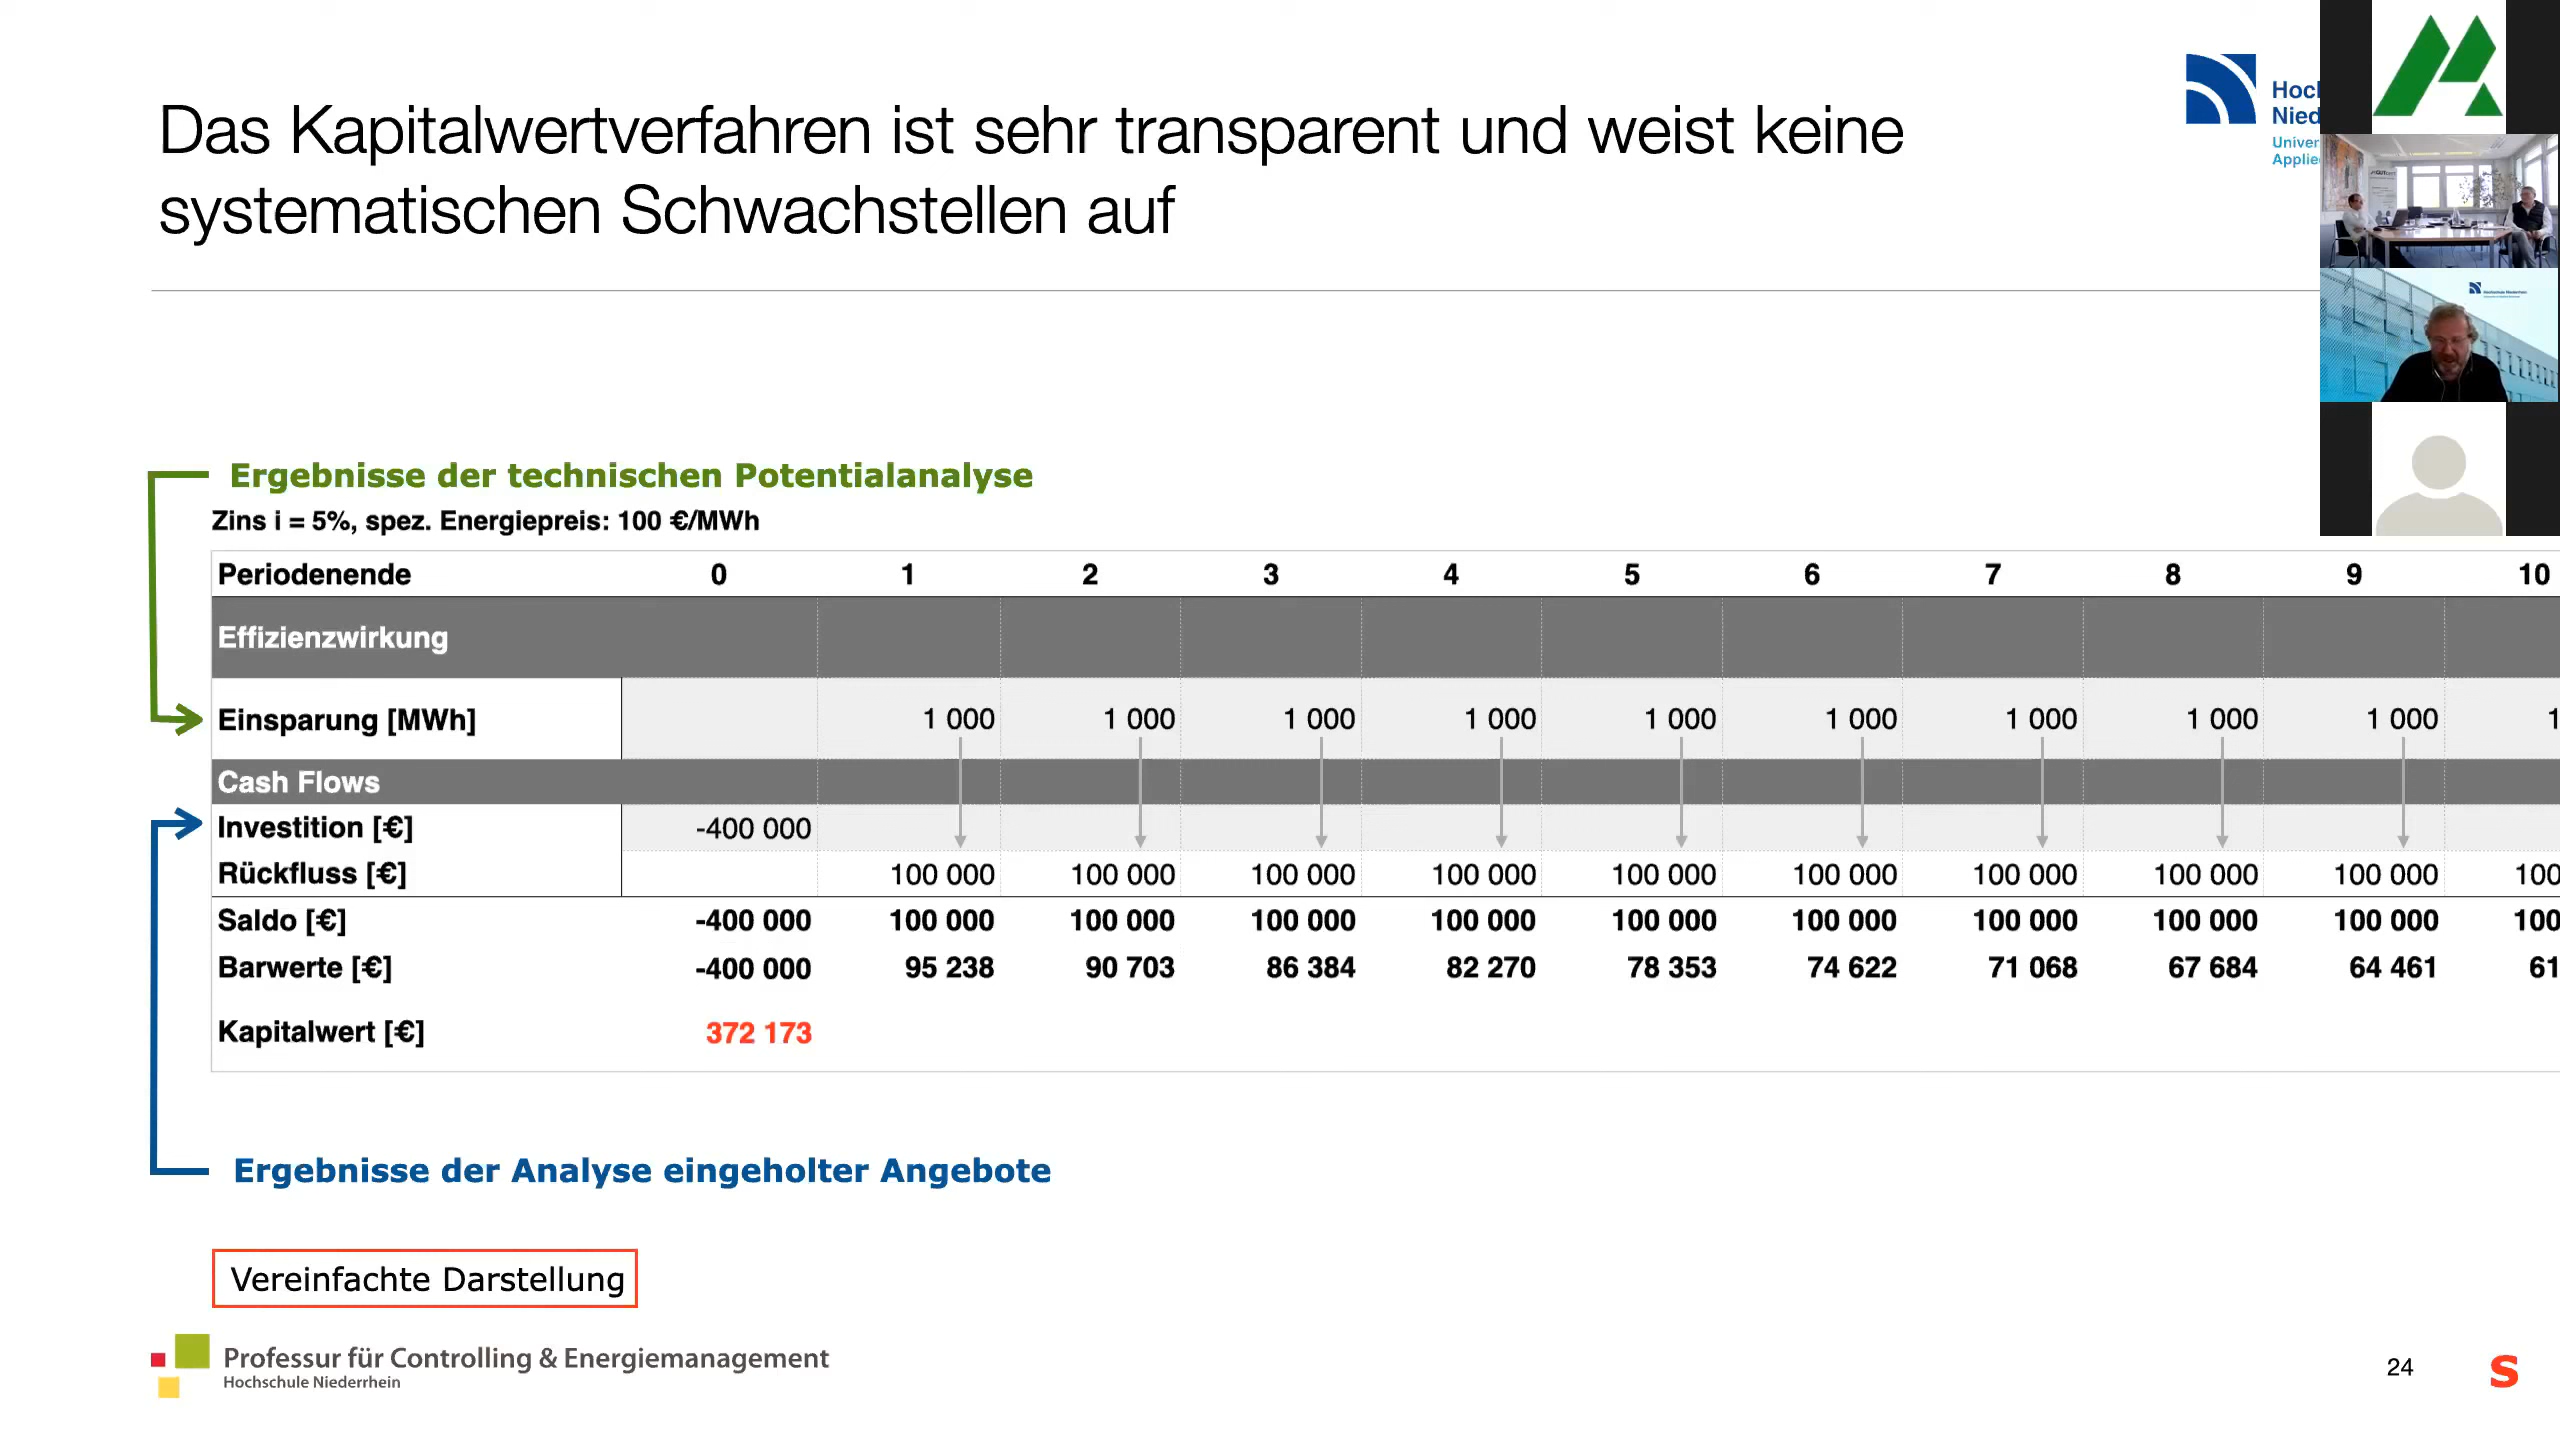 Das Kapitalwertverfahren ist sehr transparent und weist keine
systematischen Schwachstellen auf
Ergebnisse der technischen Potentialanalyse
Zins i = 5%, spez. Energiepreis: 100 €/MWh
Periodenende 0 1 2 3 4 5 6 7 8 9 10
Effizienzwirkung
Einsparung [MWh] 1 000 1 000 1 000 1 000 1 000 1 000 1 000 1 000 1 000 1
Cash Flows
Investition [€] -400 000
Rückfluss [€] 100 000 100 000 100 000 100 000 100 000 100 000 100 000 100 000 100 000 100
Saldo [€] -400 000 100 000 100 000 100 000 100 000 100 000 100 000 100 000 100 000 100 000 100
Barwerte [€] -400 000 95 238 90 703 86 384 82 270 78 353 74 622 71 068 67 684 64 461 61
Kapitalwert [€] 372 173
Ergebnisse der Analyse eingeholter Angebote
Vereinfachte Darstellung
Professur für Controlling & Energiemanagement
Hochschule Niederrhein
24
s